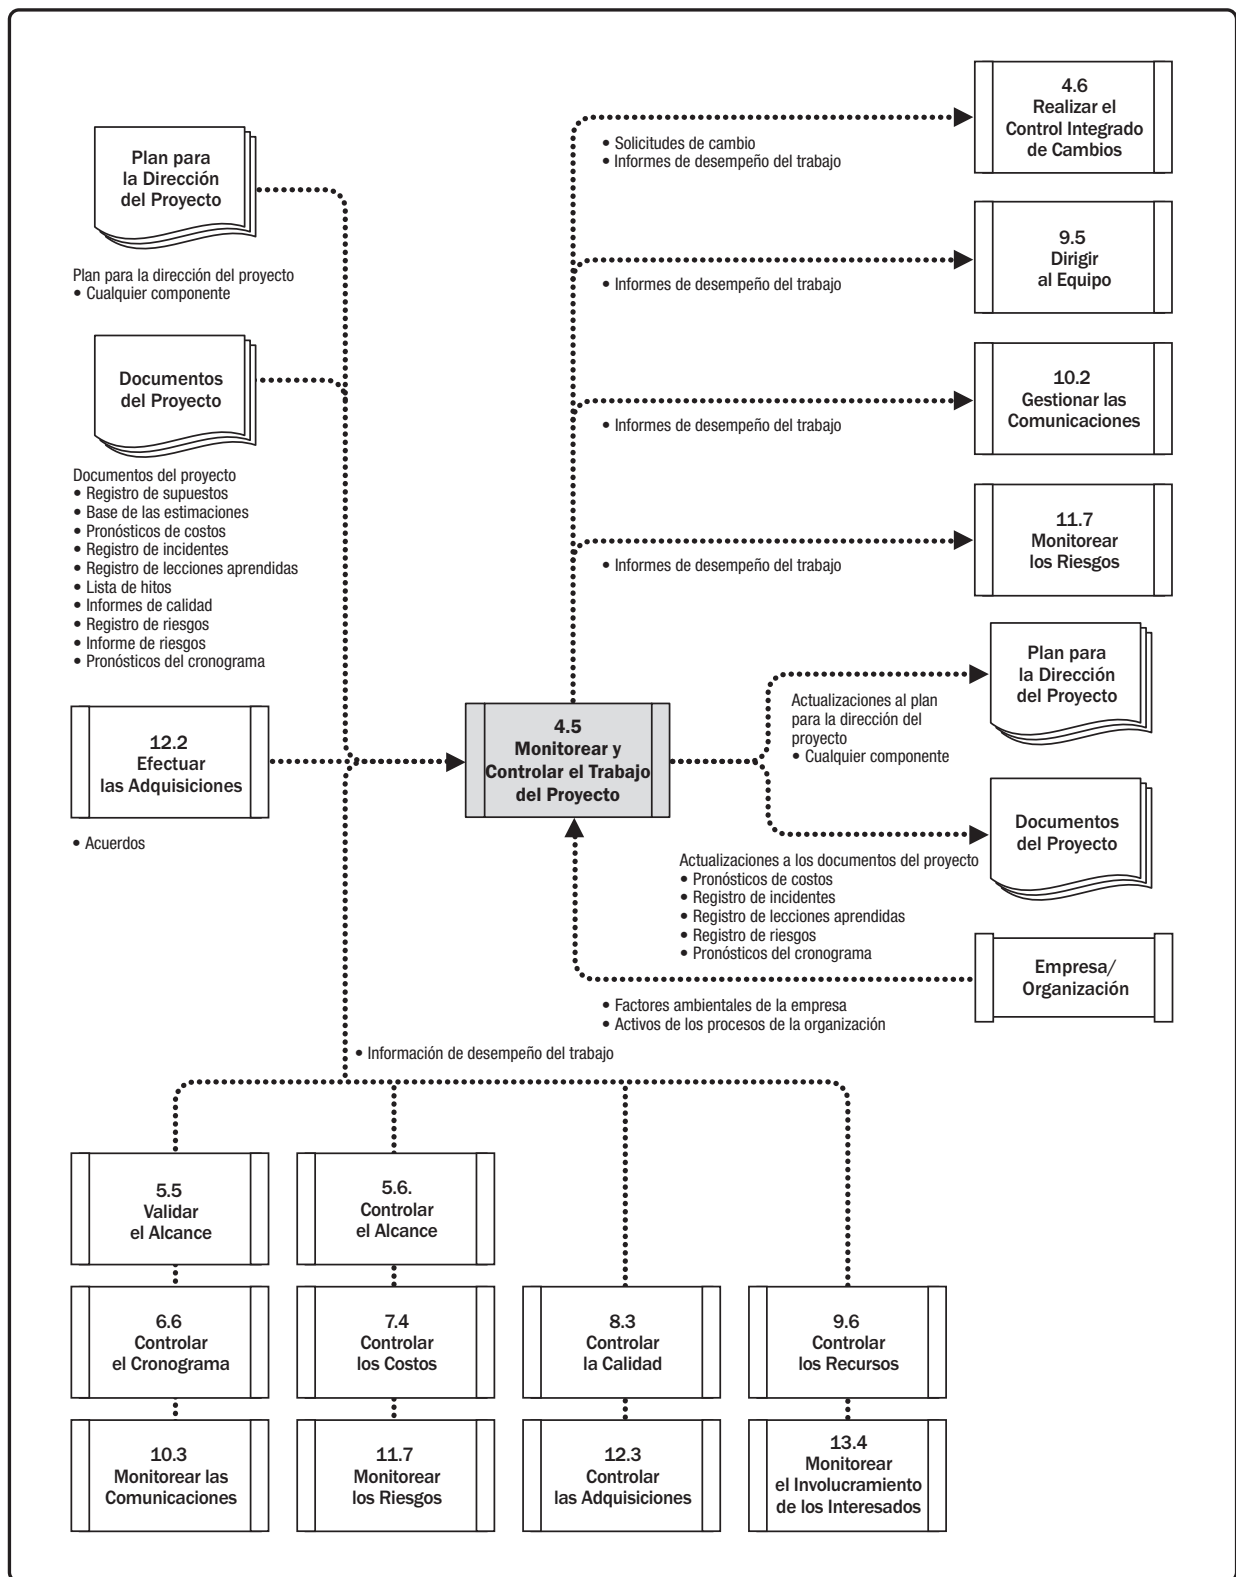 Plan para
la Dirección
del Proyecto
Plan para la dirección del proyecto
• Cualquier componente
Documentos
del Proyecto
Documentos del proyecto
• Registro de supuestos
• Base de las estimaciones
• Pronósticos de costos
• Registro de incidentes
• Registro de lecciones aprendidas
• Lista de hitos
• Informes de calidad
• Registro de riesgos
• Informe de riesgos
• Pronósticos del cronograma
12.2
Efectuar
las Adquisiciones
• Acuerdos
4.5
Monitorear y
Controlar el Trabajo
del Proyecto
• Solicitudes de cambio
• Informes de desempeño del trabajo
4.6
Realizar el
Control Integrado
de Cambios
• Informes de desempeño del trabajo
9.5
Dirigir
al Equipo
• Informes de desempeño del trabajo
10.2
Gestionar las
Comunicaciones
• Informes de desempeño del trabajo
11.7
Monitorear
los Riesgos
Actualizaciones al plan
para la dirección del
proyecto
• Cualquier componente
Plan para
la Dirección
del Proyecto
Actualizaciones a los documentos del proyecto
• Pronósticos de costos
• Registro de incidentes
• Registro de lecciones aprendidas
• Registro de riesgos
• Pronósticos del cronograma
Documentos
del Proyecto
• Factores ambientales de la empresa
• Activos de los procesos de la organización
Empresa/
Organización
• Información de desempeño del trabajo
5.5
Validar
el Alcance
5.6.
Controlar
el Alcance
6.6
Controlar
el Cronograma
7.4
Controlar
los Costos
8.3
Controlar
la Calidad
9.6
Controlar
los Recursos
10.3
Monitorear las
Comunicaciones
11.7
Monitorear
los Riesgos
12.3
Controlar
las Adquisiciones
13.4
Monitorear
el Involucramiento
de los Interesados